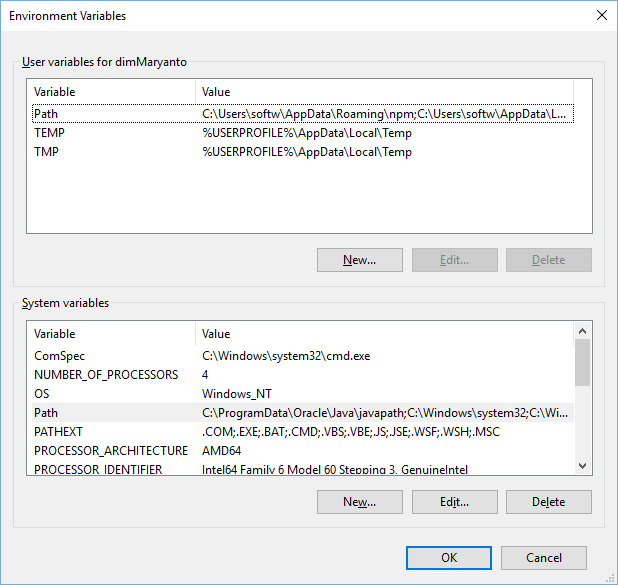 Environment Variables
User variables for dimMaryanto
Variable Value
Path C:\Users\softw\AppData\Roaming\npm;C:\Users\softw\AppData\L...
TEMP %USERPROFILE%\AppData\Local\Temp
TMP %USERPROFILE%\AppData\Local\Temp
New... Edit... Delete
System variables
Variable Value
ComSpec C:\Windows\system32\cmd.exe
NUMBER_OF_PROCESSORS 4
OS Windows_NT
Path C:\ProgramData\Oracle\Java\javapath;C:\Windows\system32;C:\Wi...
PATHEXT .COM;.EXE;.BAT;.CMD;.VBS;.VBE;.JS;.JSE;.WSF;.WSH;.MSC
PROCESSOR_ARCHITECTURE AMD64
PROCESSOR_IDENTIFIER Intel64 Family 6 Model 60 Stepping 3, GenuineIntel
New... Edit... Delete
OK Cancel